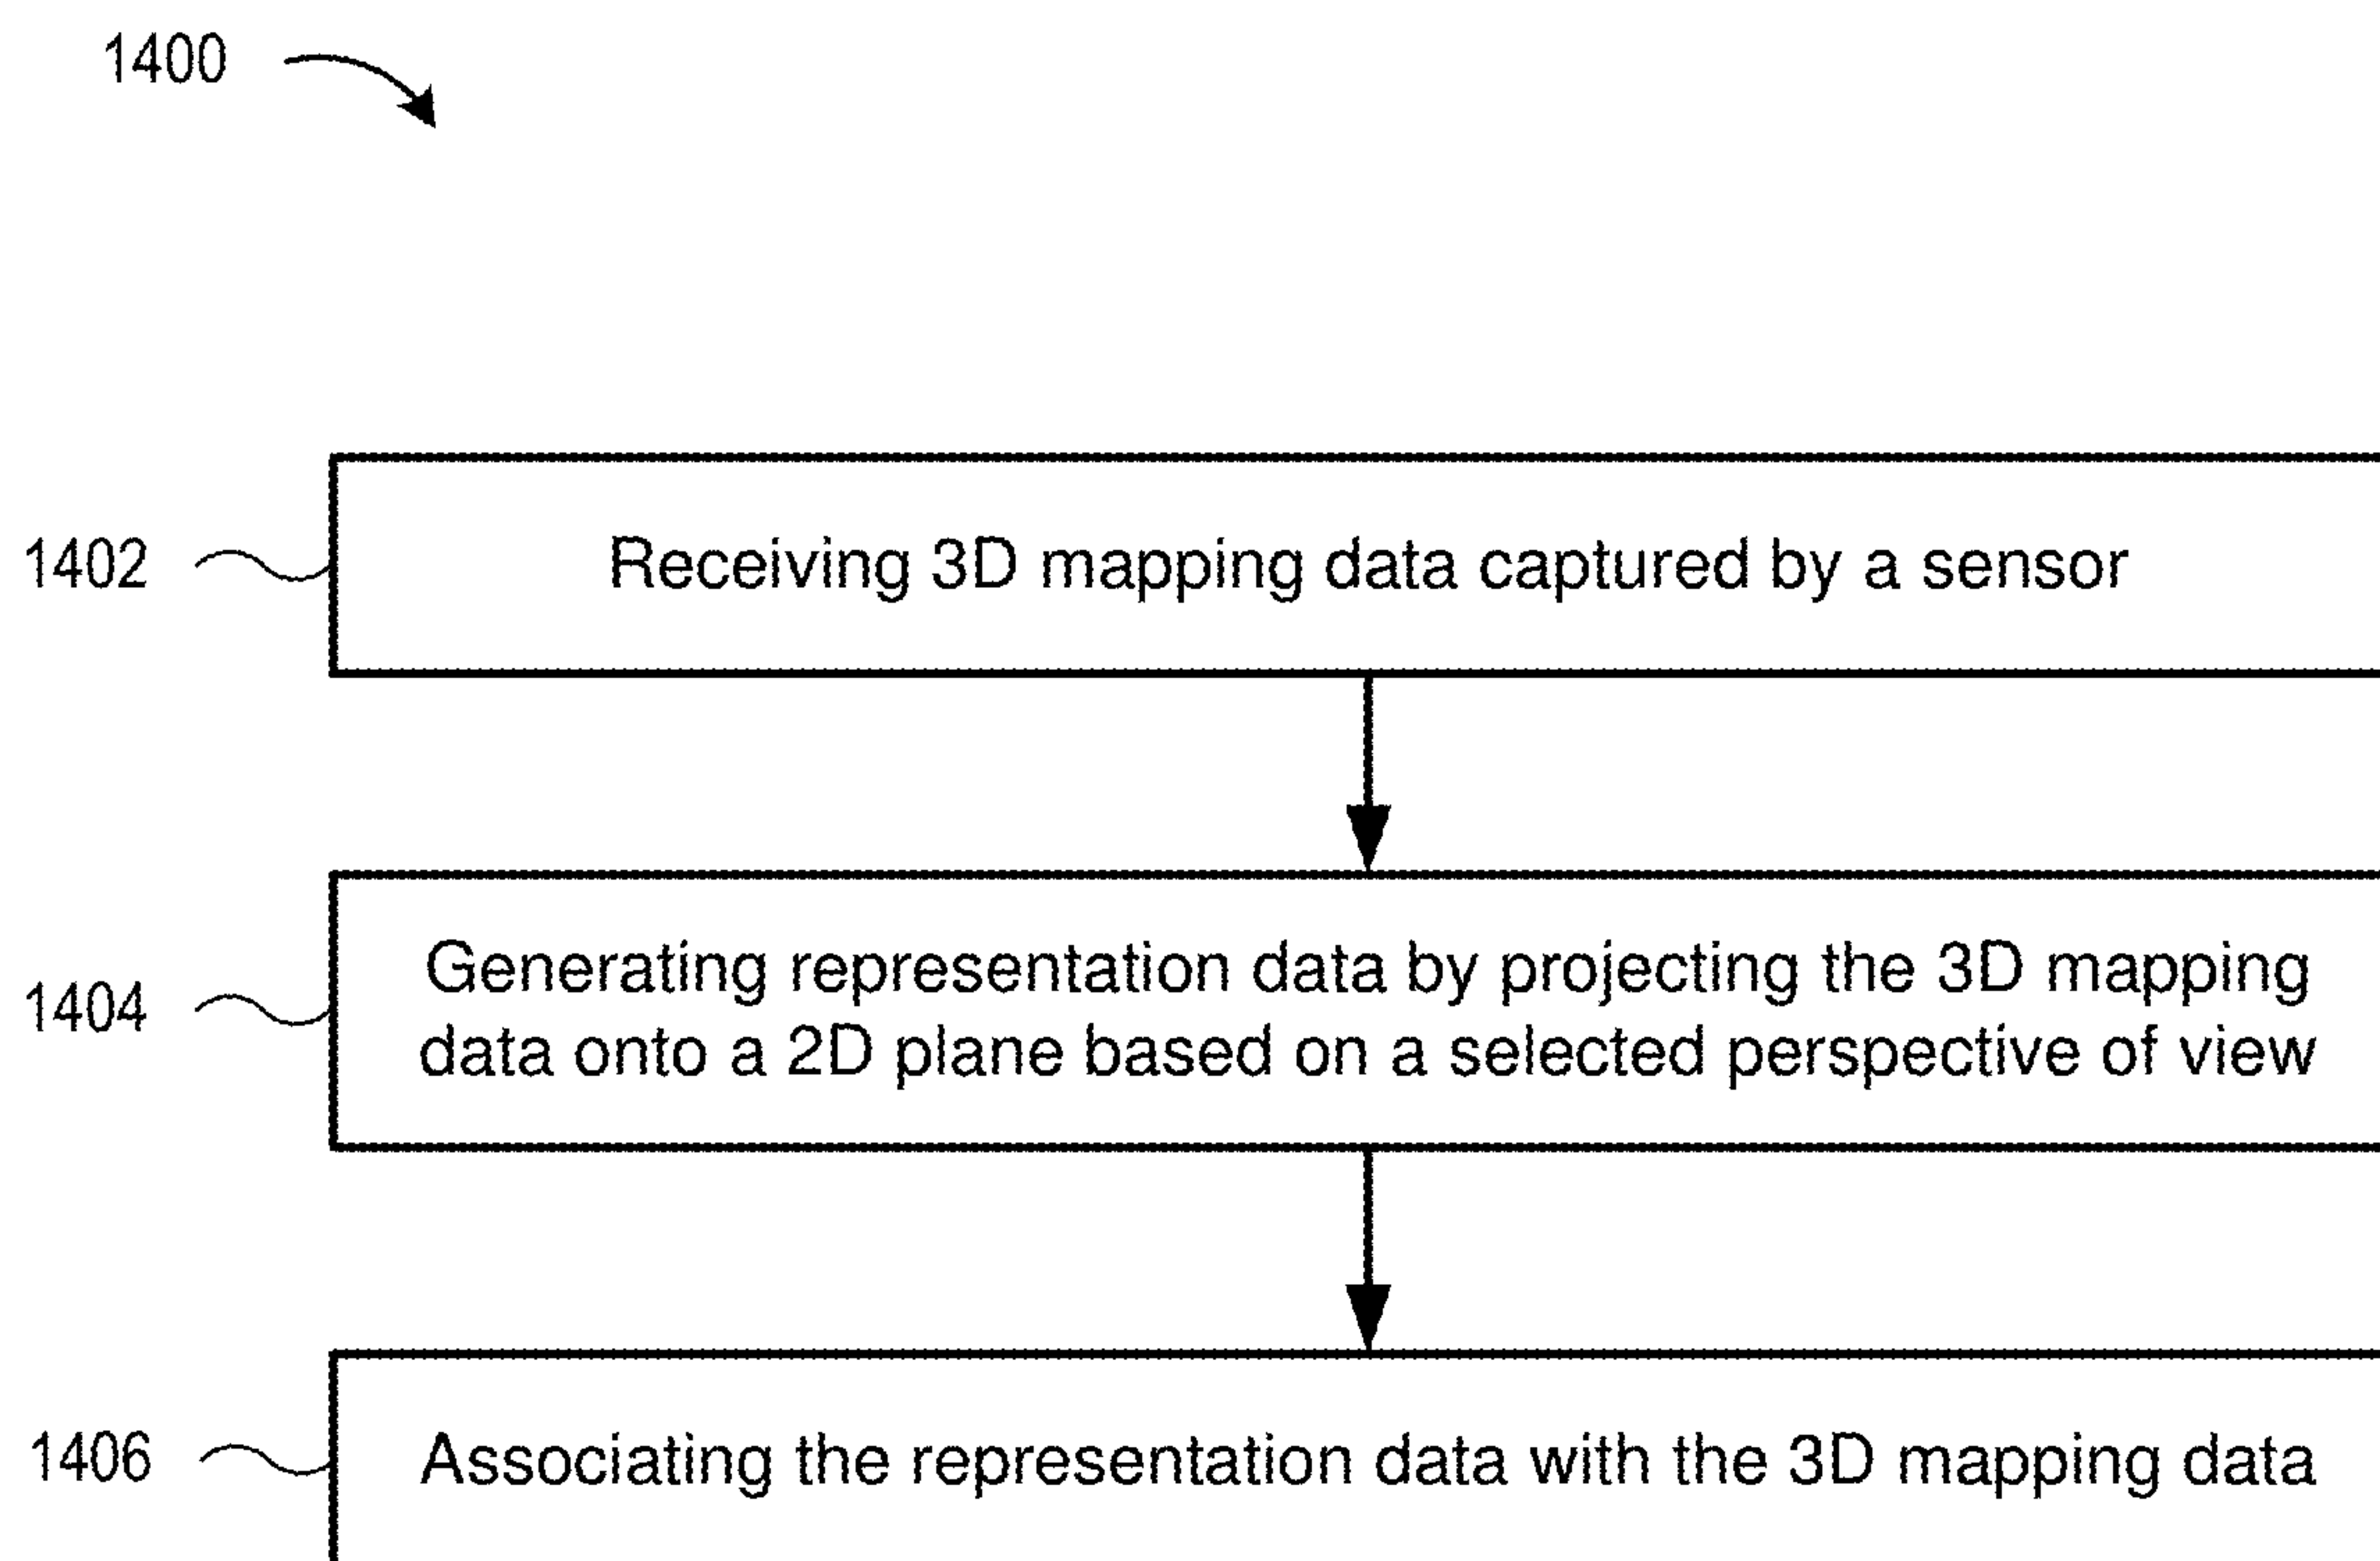 1400
1402
Receiving 3D mapping data captured by a sensor
1404
Generating representation data by projecting the 3D mapping
data onto a 2D plane based on a selected perspective of view
1406
Associating the representation data with the 3D mapping data